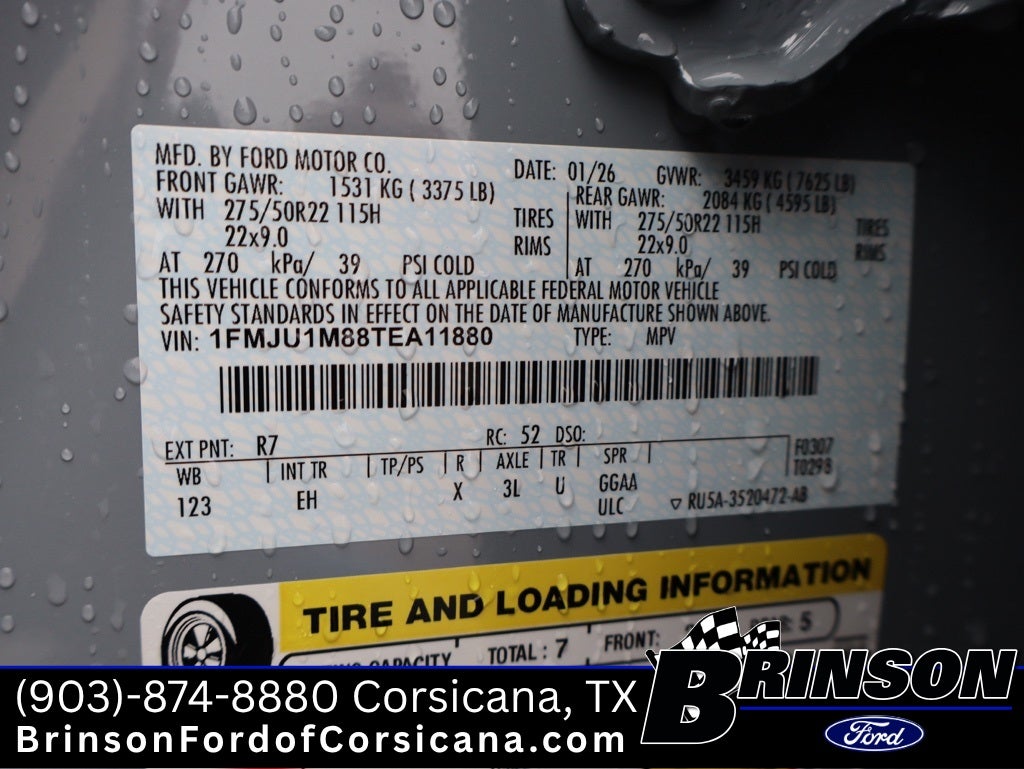 MFD. BY FORD MOTOR CO. DATE: 01/26 GVWR: 3459 KG ( 7625 LB)
FRONT GAWR: 1531 KG ( 3375 LB) REAR GAWR: 2084 KG ( 4595 LB)
WITH 275/50R22 115H TIRES WITH 275/50R22 115H TIRES
22x9.0 RIMS 22x9.0 RIMS
AT 270 kPa/ 39 PSI COLD AT 270 kPa/ 39 PSI COLD
THIS VEHICLE CONFORMS TO ALL APPLICABLE FEDERAL MOTOR VEHICLE
SAFETY STANDARDS IN EFFECT ON THE DATE OF MANUFACTURE SHOWN ABOVE.
VIN: 1FMJU1M88TEA11880 TYPE: MPV
EXT PNT: R7 RC: 52 DSO: F0307
WB INT TR TP/PS R AXLE TR SPR T0298
123 EH X 3L U GGAA
ULC RU5A-3520472-AB
TIRE AND LOADING INFORMATION
CAPACITY TOTAL : 7 FRONT: : 5
(903)-874-8880 Corsicana, TX
BrinsonFordofCorsicana.com
BRINSON
Ford